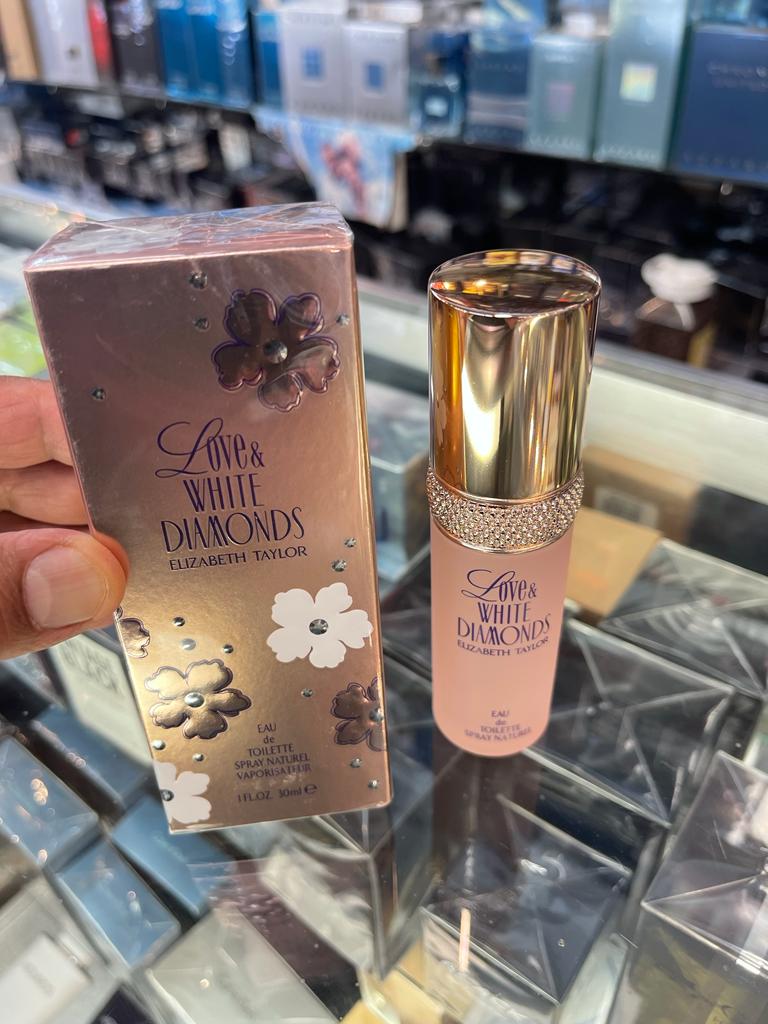 Love &
WHITE
DIAMONDS
ELIZABETH TAYLOR
EAU
de
TOILETTE
SPRAY NATUREL
VAPORISATEUR
1 FL.OZ. 30ml e
Love &
WHITE
DIAMONDS
ELIZABETH TAYLOR
EAU
de
TOILETTE
SPRAY NATUREL